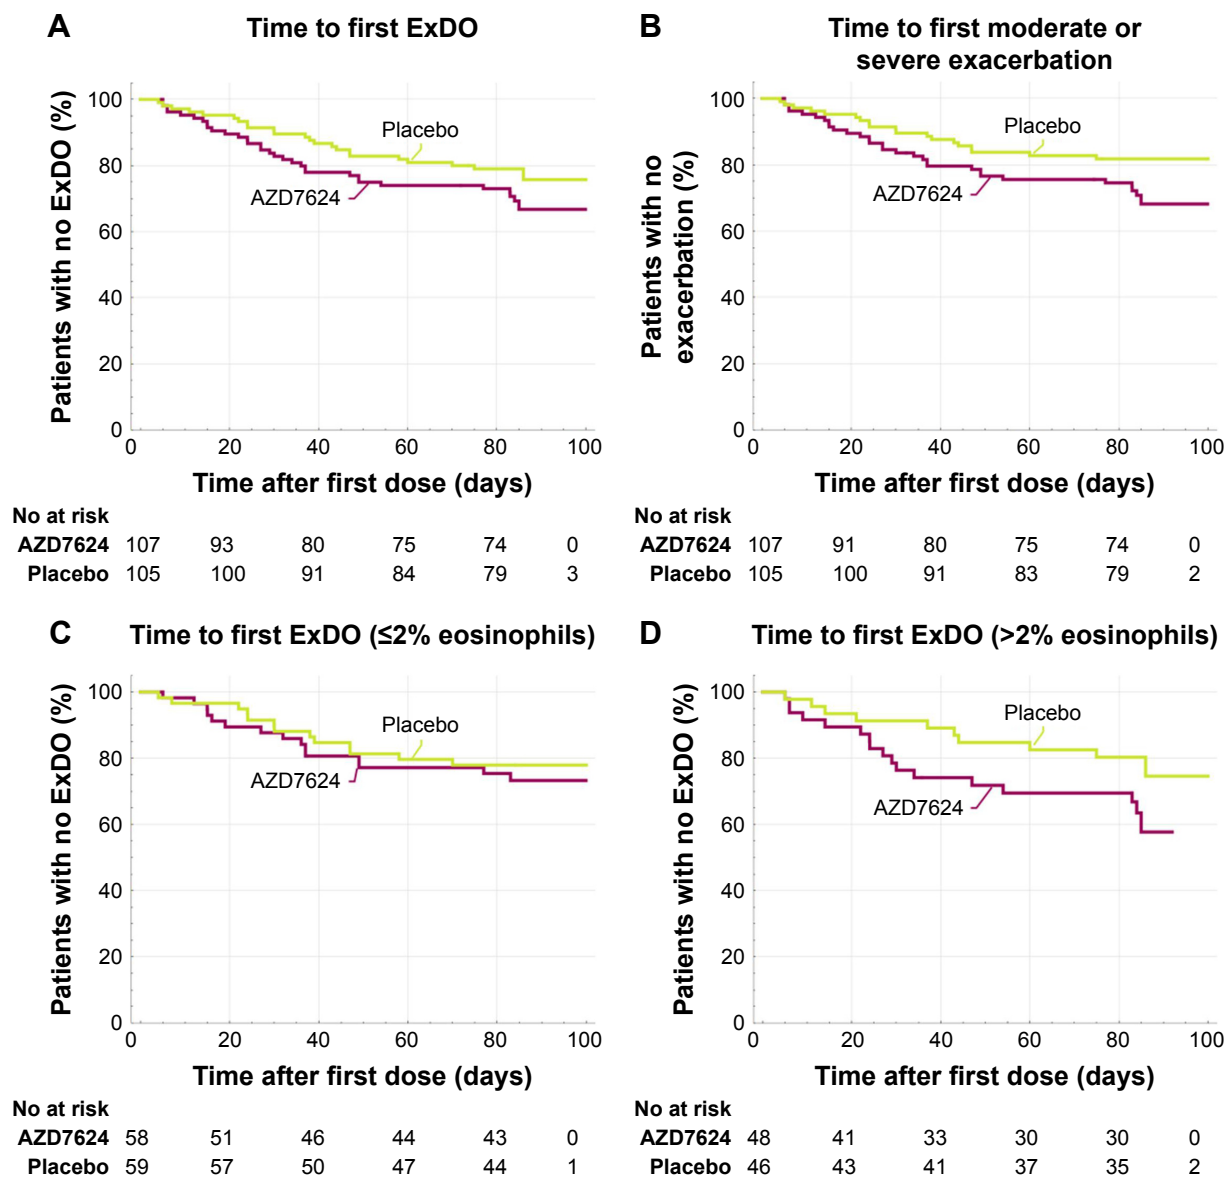 A Time to first ExDO
Patients with no ExDO (%)
100
80
60
40
20
0
Placebo
AZD7624
0 20 40 60 80 100
Time after first dose (days)
No at risk
AZD7624 107 93 80 75 74 0
Placebo 105 100 91 84 79 3
B Time to first moderate or
severe exacerbation
Patients with no
exacerbation (%)
100
80
60
40
20
0
Placebo
AZD7624
0 20 40 60 80 100
Time after first dose (days)
No at risk
AZD7624 107 91 80 75 74 0
Placebo 105 100 91 83 79 2
C Time to first ExDO (≤2% eosinophils)
Patients with no ExDO (%)
100
80
60
40
20
0
Placebo
AZD7624
0 20 40 60 80 100
Time after first dose (days)
No at risk
AZD7624 58 51 46 44 43 0
Placebo 59 57 50 47 44 1
D Time to first ExDO (>2% eosinophils)
Patients with no ExDO (%)
100
80
60
40
20
0
Placebo
AZD7624
0 20 40 60 80 100
Time after first dose (days)
No at risk
AZD7624 48 41 33 30 30 0
Placebo 46 43 41 37 35 2